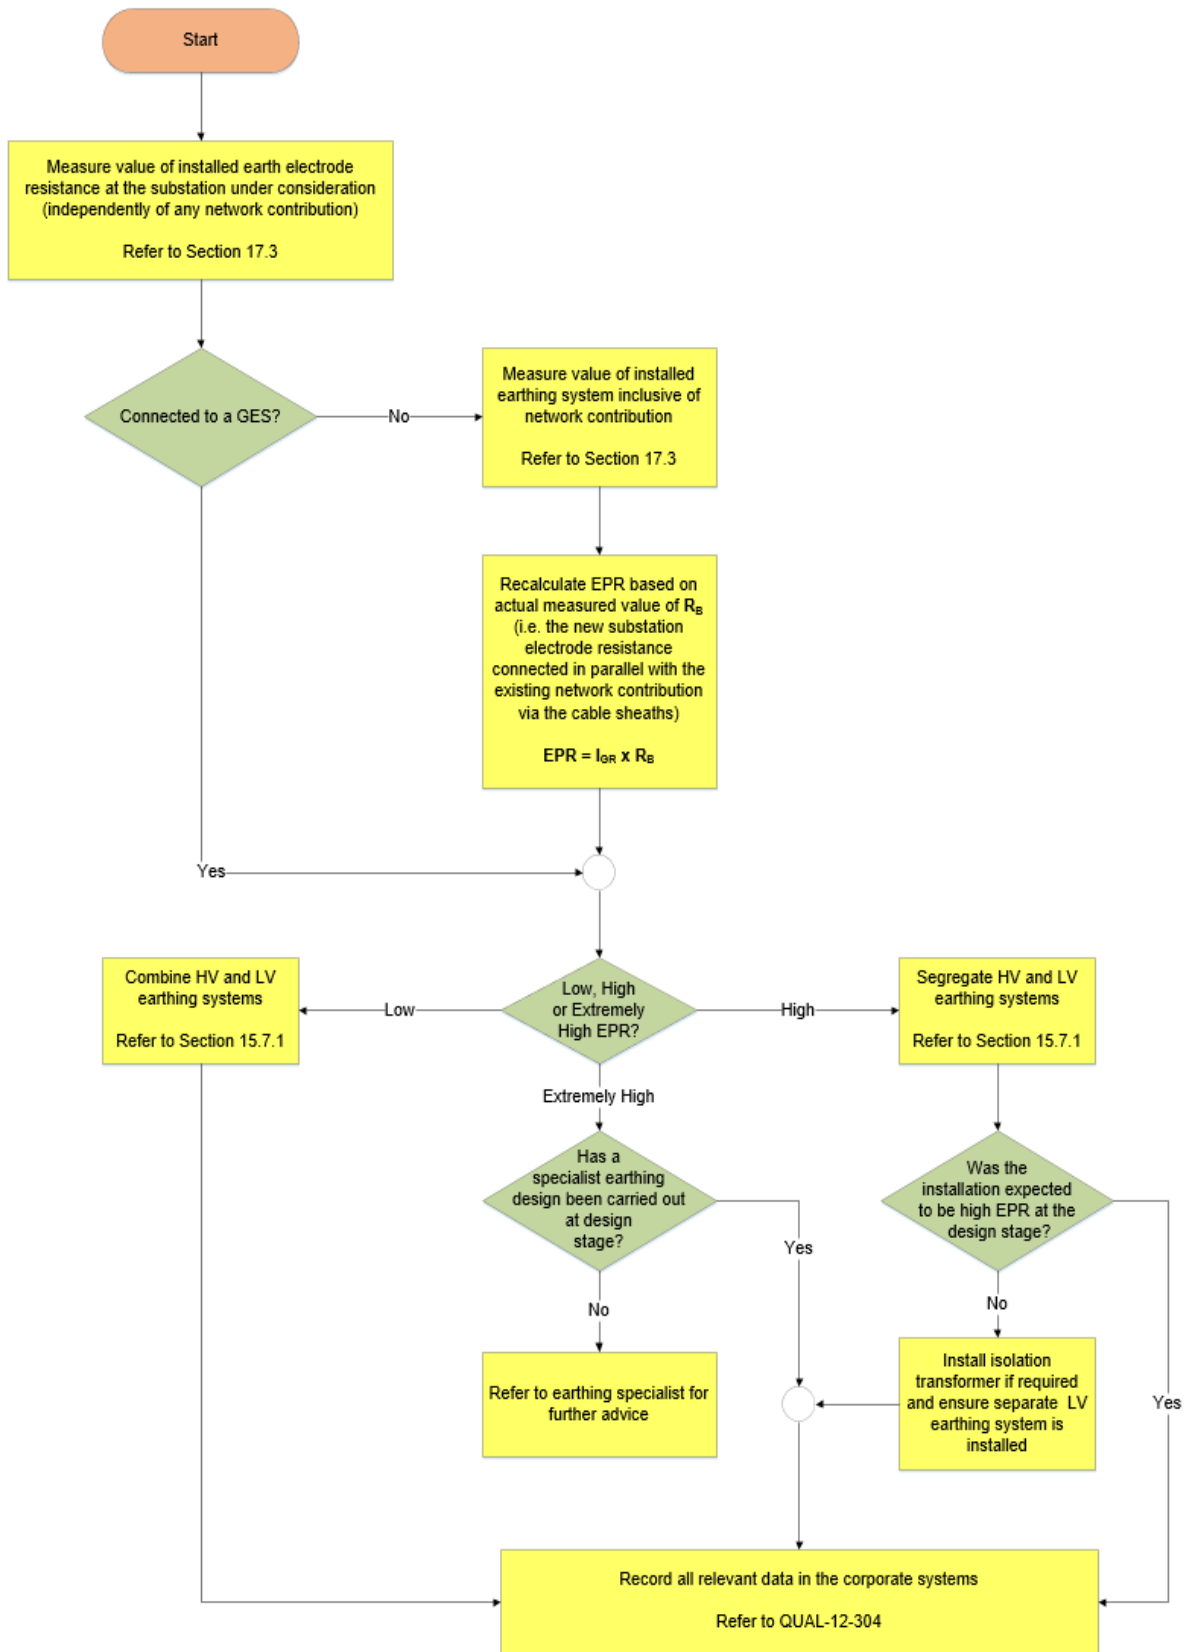 Start
Measure value of installed earth electrode
resistance at the substation under consideration
(independently of any network contribution)
Refer to Section 17.3
Connected to a GES?
No
Measure value of installed
earthing system inclusive of
network contribution
Refer to Section 17.3
Recalculate EPR based on
actual measured value of RB
(i.e. the new substation
electrode resistance
connected in parallel with the
existing network contribution
via the cable sheaths)
EPR = IGR x RB
Yes
Combine HV and LV
earthing systems
Refer to Section 15.7.1
Low
Low, High
or Extremely
High EPR?
High
Segregate HV and LV
earthing systems
Refer to Section 15.7.1
Extremely High
Has a
specialist earthing
design been carried out
at design
stage?
Yes
Was the
installation expected
to be high EPR at the
design stage?
No
No
Refer to earthing specialist for
further advice
Install isolation
transformer if required
and ensure separate LV
earthing system is
installed
Yes
Record all relevant data in the corporate systems
Refer to QUAL-12-304